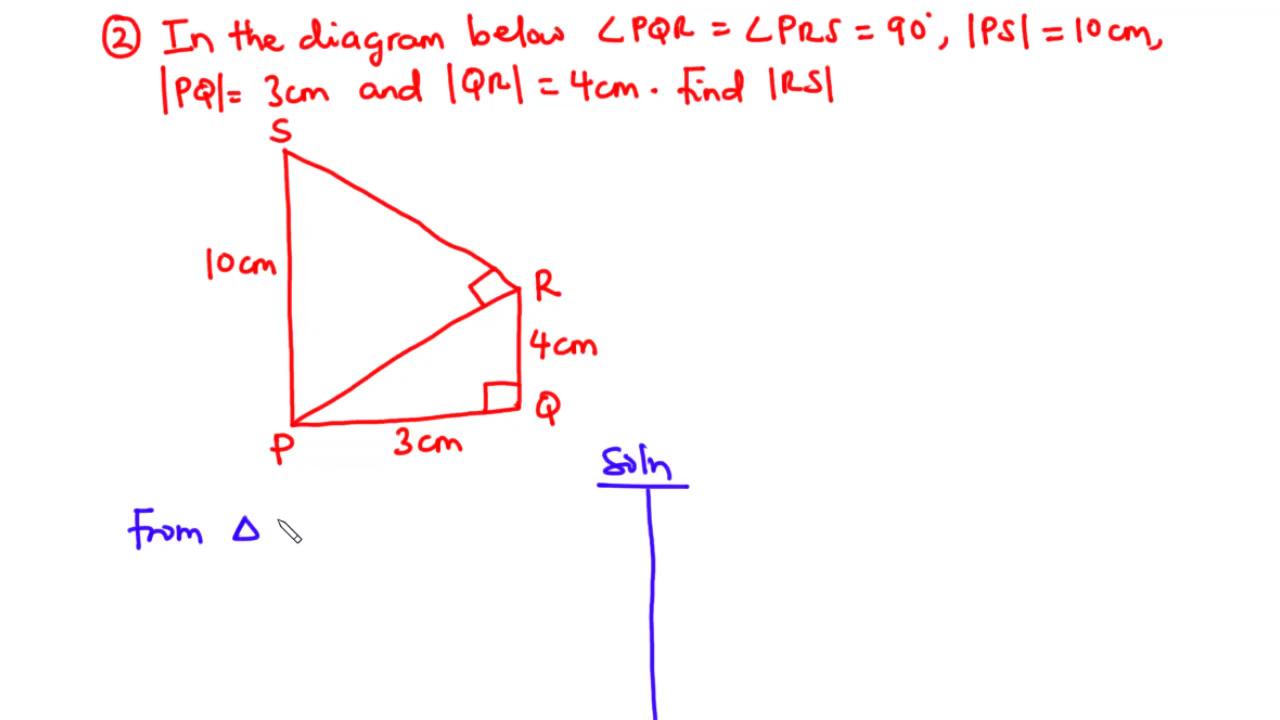 ② In the diagram below ∠PQR = ∠PRS = 90°, |PS| = 10cm,
|PQ| = 3cm and |QR| = 4cm. Find |RS|
S
10cm
R
4cm
Q
P
3cm
Soln
From Δ